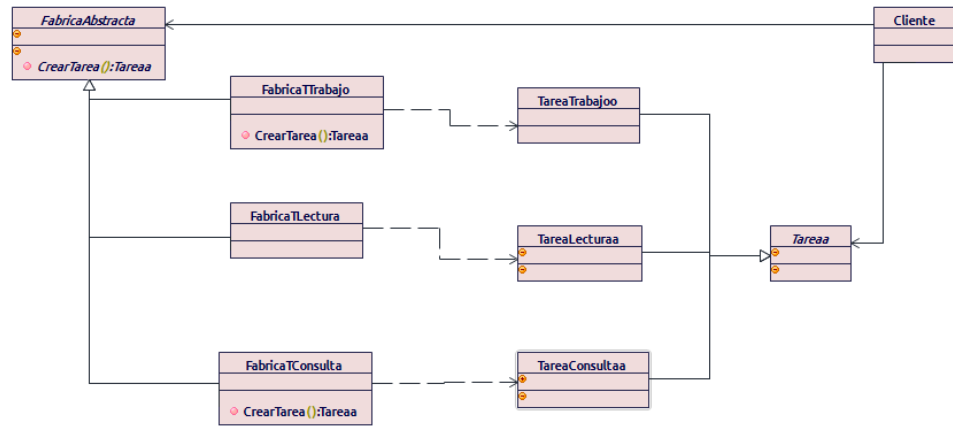 FabricaAbstracta
Cliente
CrearTarea():Tareaa
FabricaTTrabajo
TareaTrabajoo
CrearTarea():Tareaa
FabricaTLectura
TareaLecturaa
Tareaa
FabricaTConsulta
TareaConsultaa
CrearTarea():Tareaa